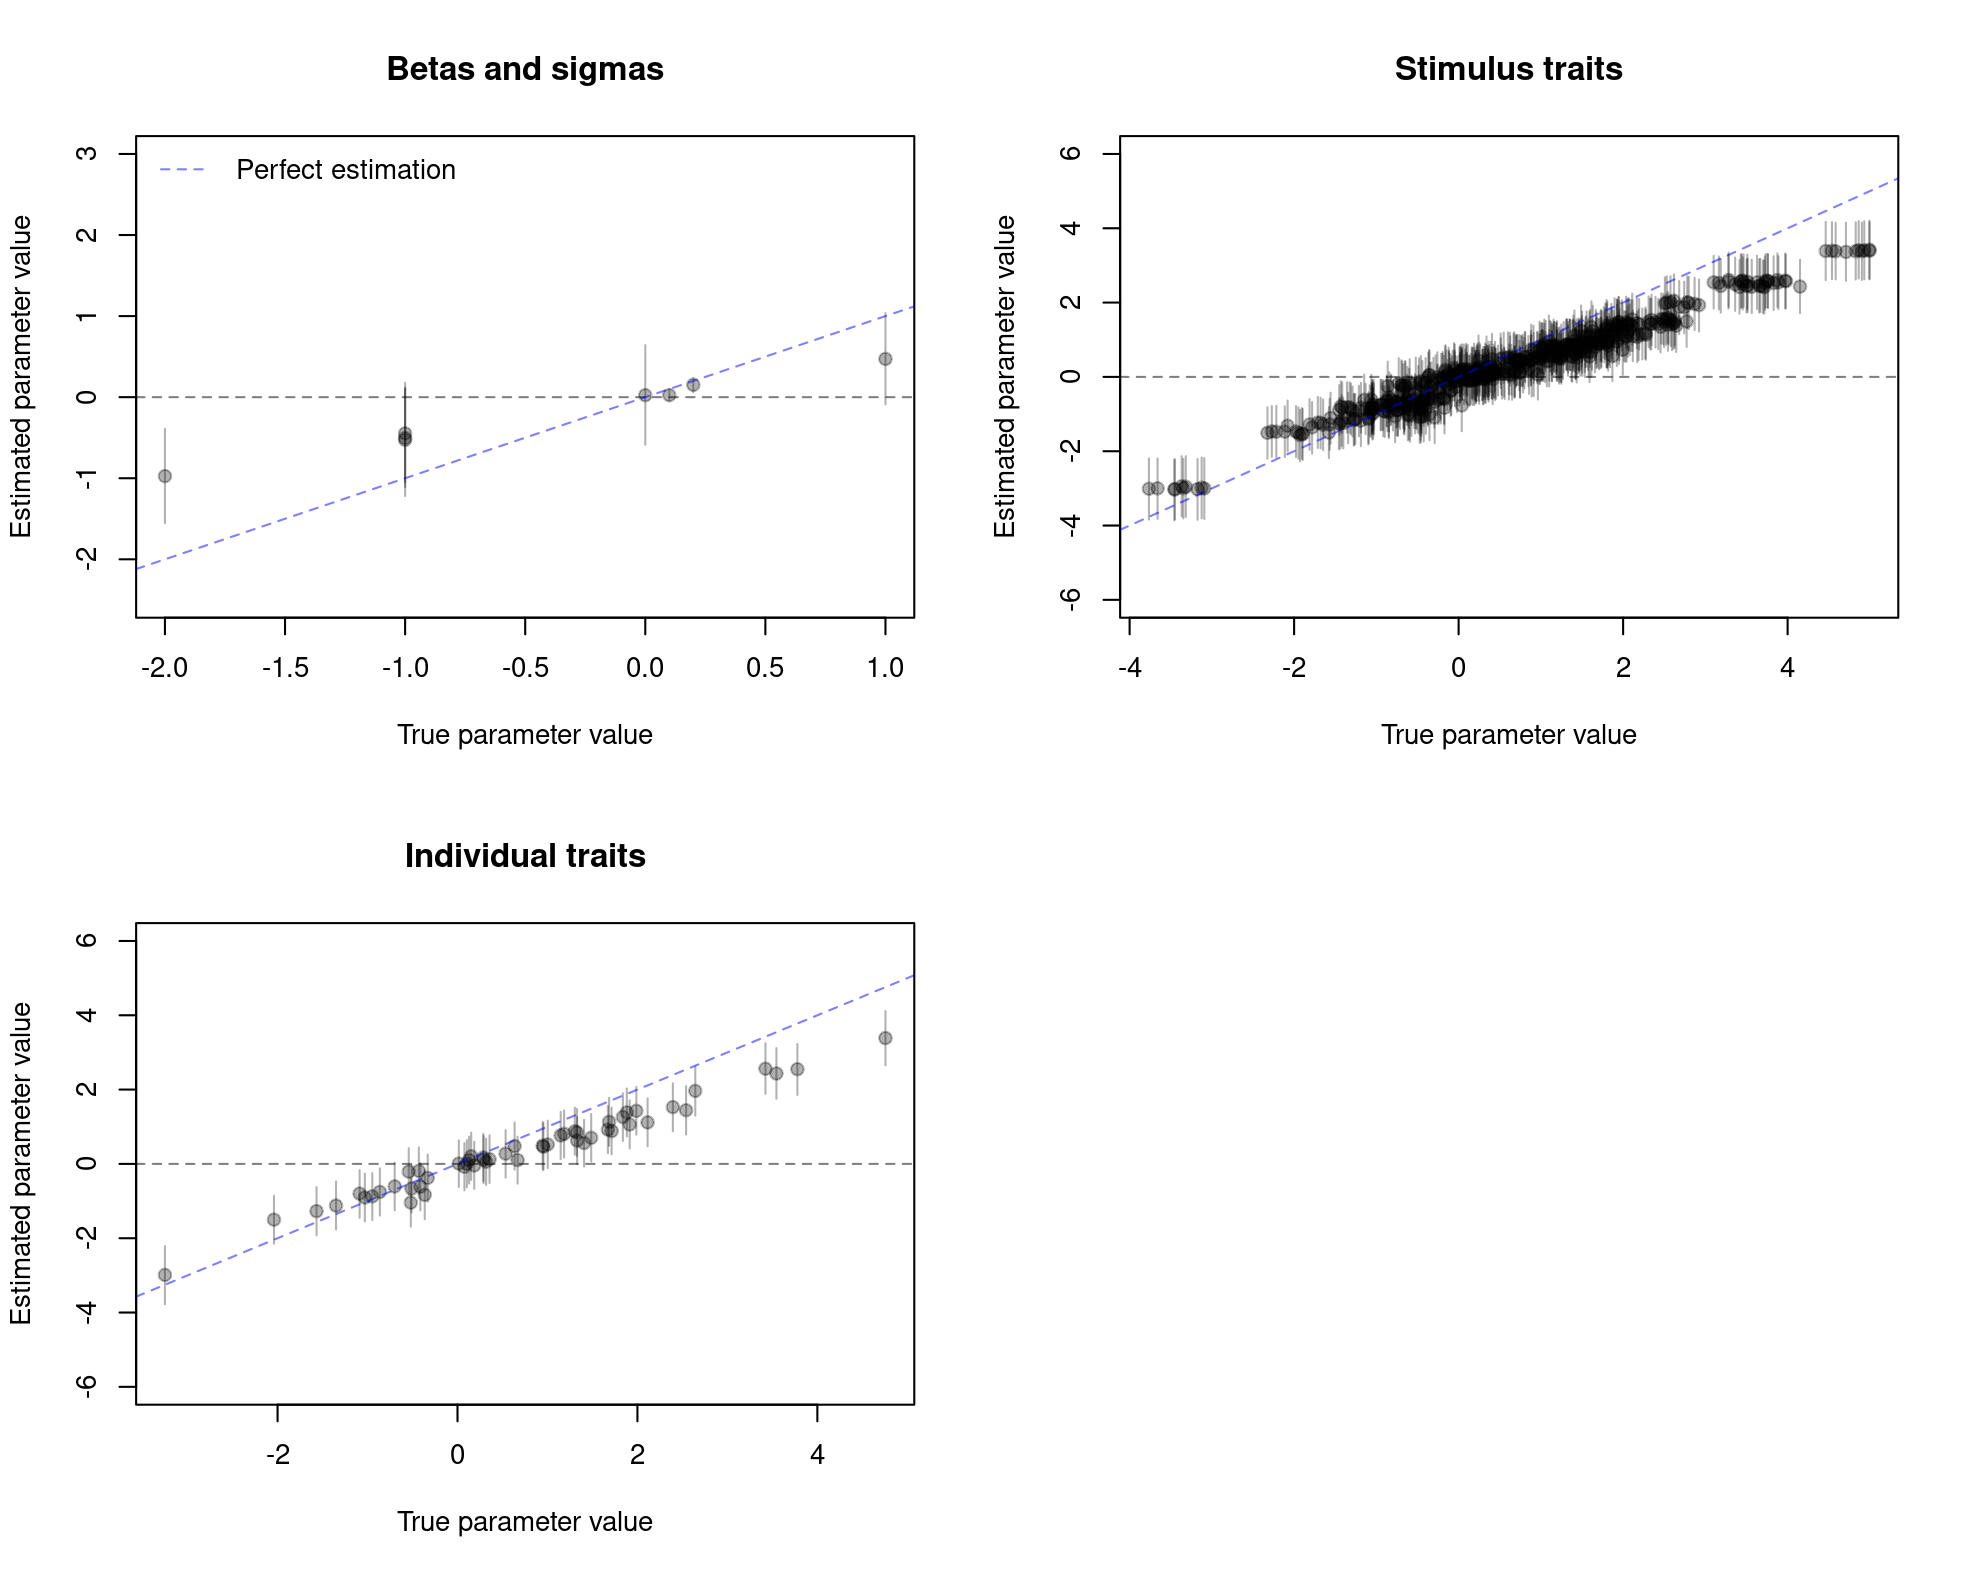 Betas and sigmas
Estimated parameter value
3
2
1
0
-1
-2
Perfect estimation
-2.0 -1.5 -1.0 -0.5 0.0 0.5 1.0
True parameter value
Stimulus traits
Estimated parameter value
6
4
2
0
-2
-4
-6
-4 -2 0 2 4
True parameter value
Individual traits
Estimated parameter value
6
4
2
0
-2
-4
-6
-2 0 2 4
True parameter value